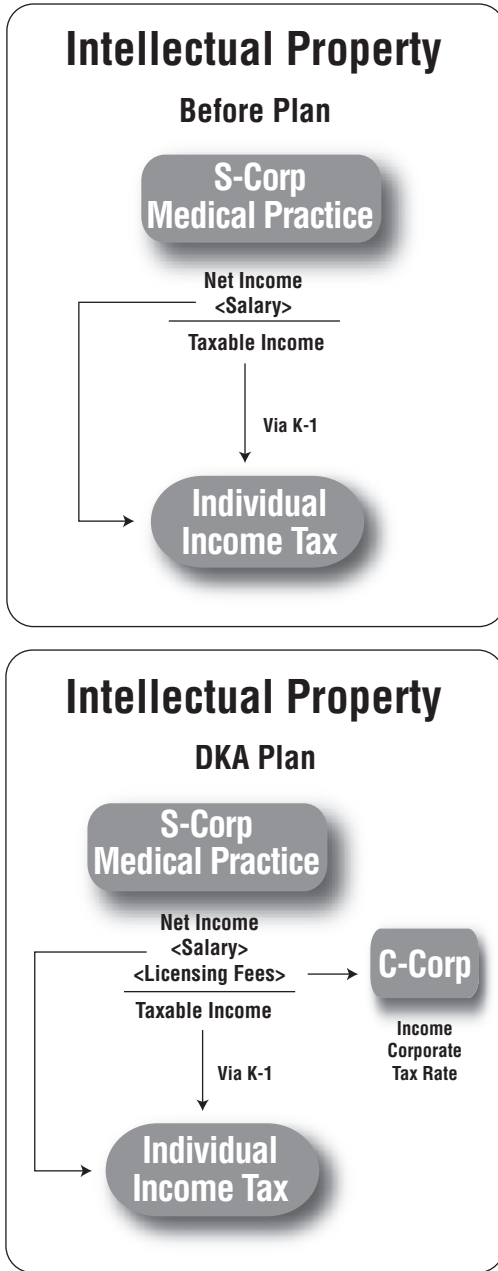 Intellectual Property
Before Plan
S-Corp
Medical Practice
Net Income
<Salary>
Taxable Income
Via K-1
Individual
Income Tax
Intellectual Property
DKA Plan
S-Corp
Medical Practice
Net Income
<Salary>
<Licensing Fees>
Taxable Income
C-Corp
Income
Corporate
Tax Rate
Via K-1
Individual
Income Tax